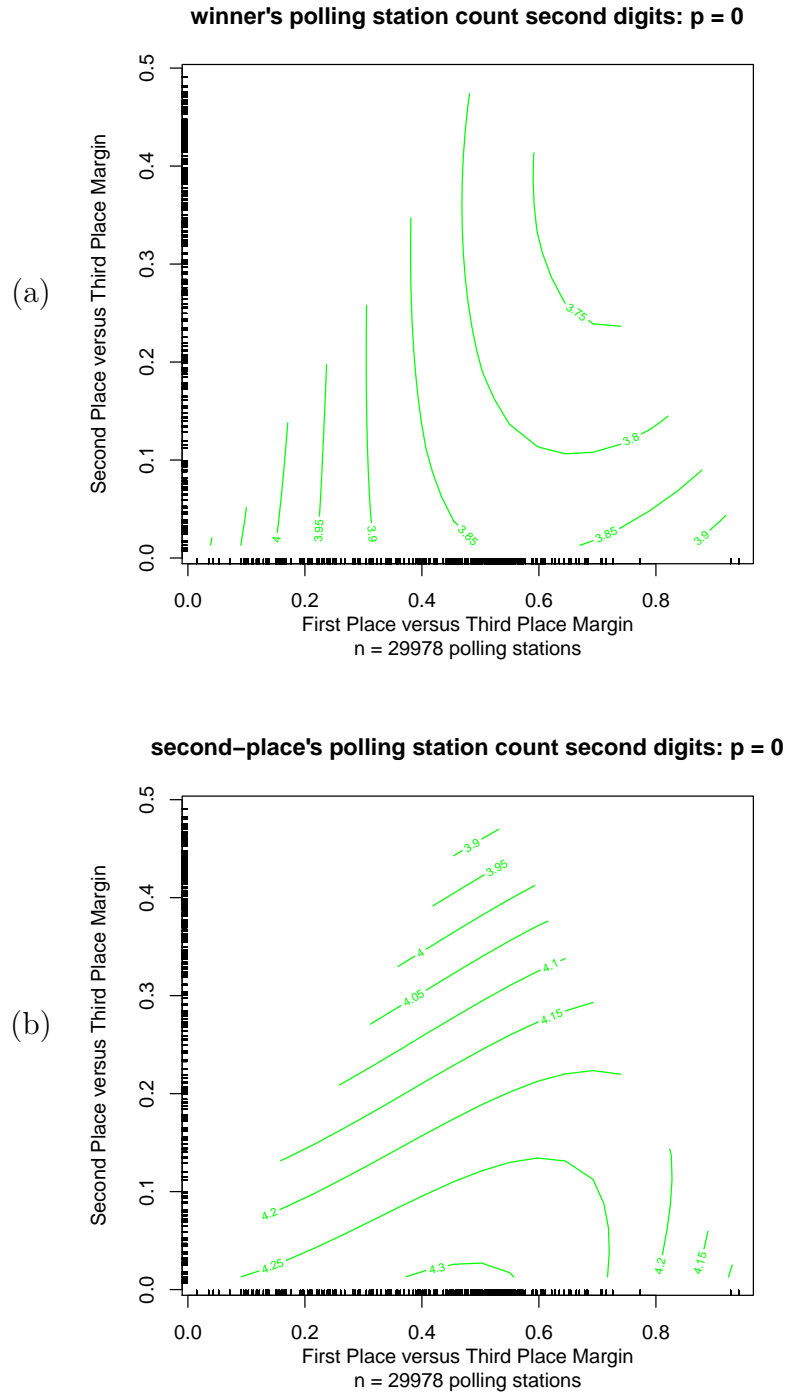 winner's polling station count second digits: p = 0
(a)
Second Place versus Third Place Margin
0.5
0.4
0.3
0.2
0.1
0.0
3.75
3.8
4
3.95
3.9
3.85
3.85
3.9
0.0 0.2 0.4 0.6 0.8
First Place versus Third Place Margin
n = 29978 polling stations
second−place's polling station count second digits: p = 0
(b)
Second Place versus Third Place Margin
0.5
0.4
0.3
0.2
0.1
0.0
3.9
3.95
4
4.05
4.1
4.15
4.2
4.25
4.3
4.2
4.15
0.0 0.2 0.4 0.6 0.8
First Place versus Third Place Margin
n = 29978 polling stations